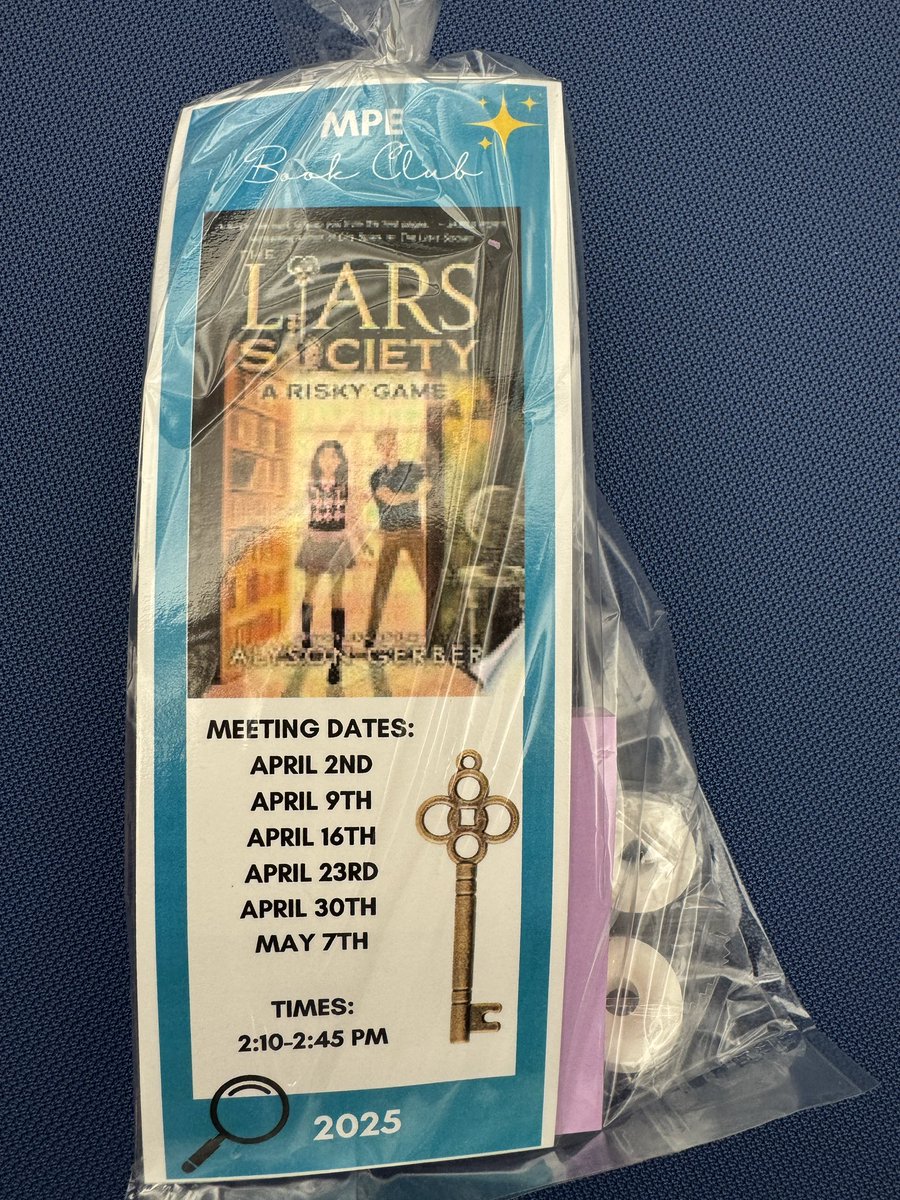 MPE
Book Club
THE
LIARS
SOCIETY
A RISKY GAME
ALYSON GERBER
MEETING DATES:
APRIL 2ND
APRIL 9TH
APRIL 16TH
APRIL 23RD
APRIL 30TH
MAY 7TH
TIMES:
2:10-2:45 PM
2025